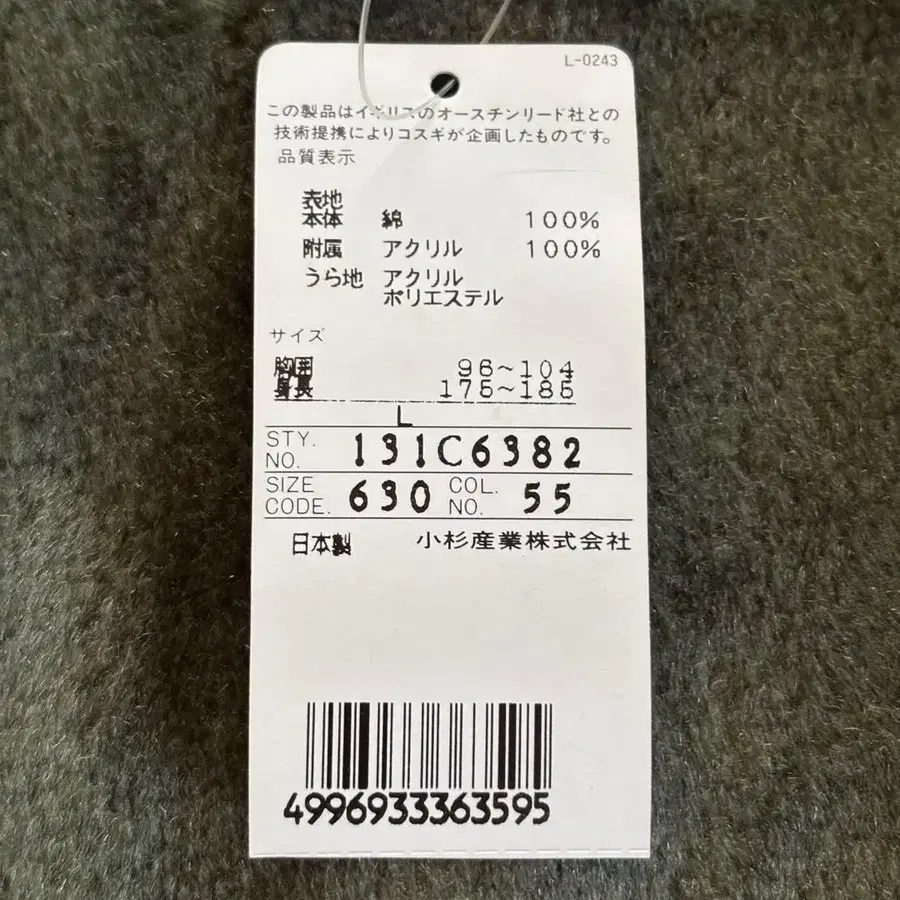 L-0243
この製品はイギリスのオースチンリード社との
技術提携によりコスギが企画したものです。
品質表示
表地
本体 綿 100%
附属 アクリル 100%
うら地 アクリル
ポリエステル
サイズ
胸囲 96~104
身長 175~185
L
STY. NO. 131C6382
SIZE CODE. 630 COL. NO. 55
日本製 小杉産業株式会社
4996933363595